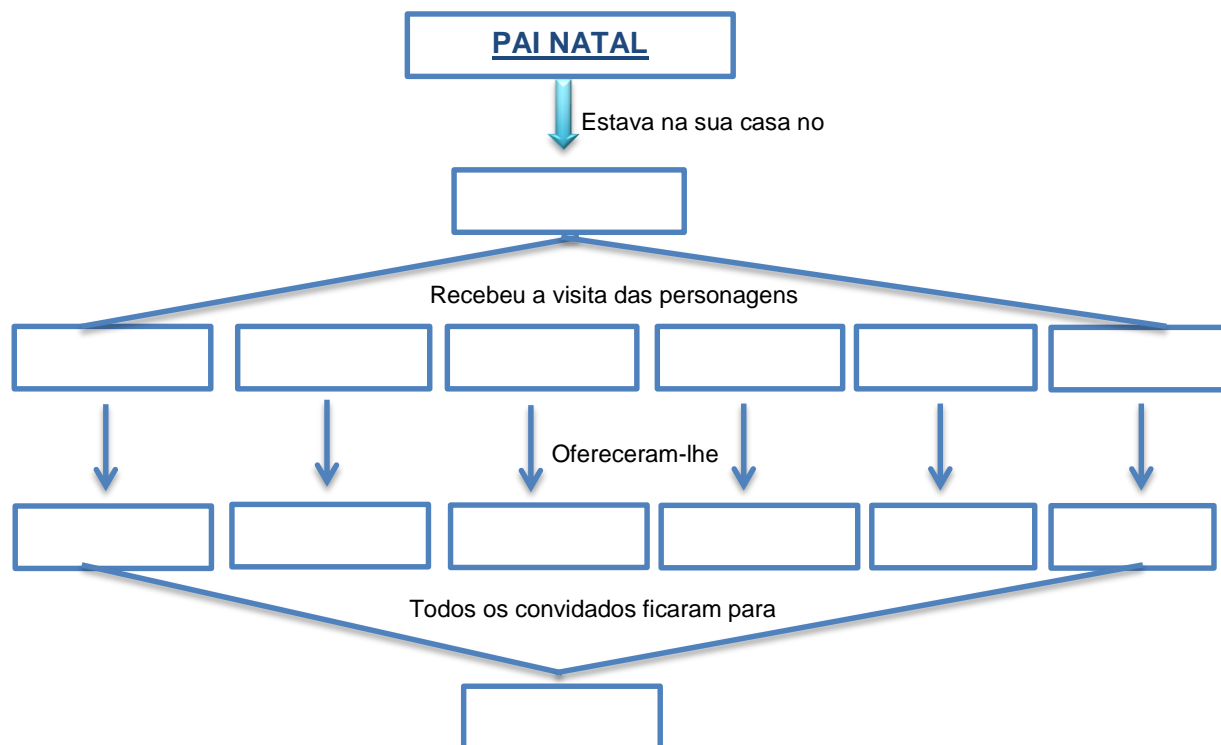 PAI NATAL
Estava na sua casa no
Recebeu a visita das personagens
Ofereceram-lhe
Todos os convidados ficaram para